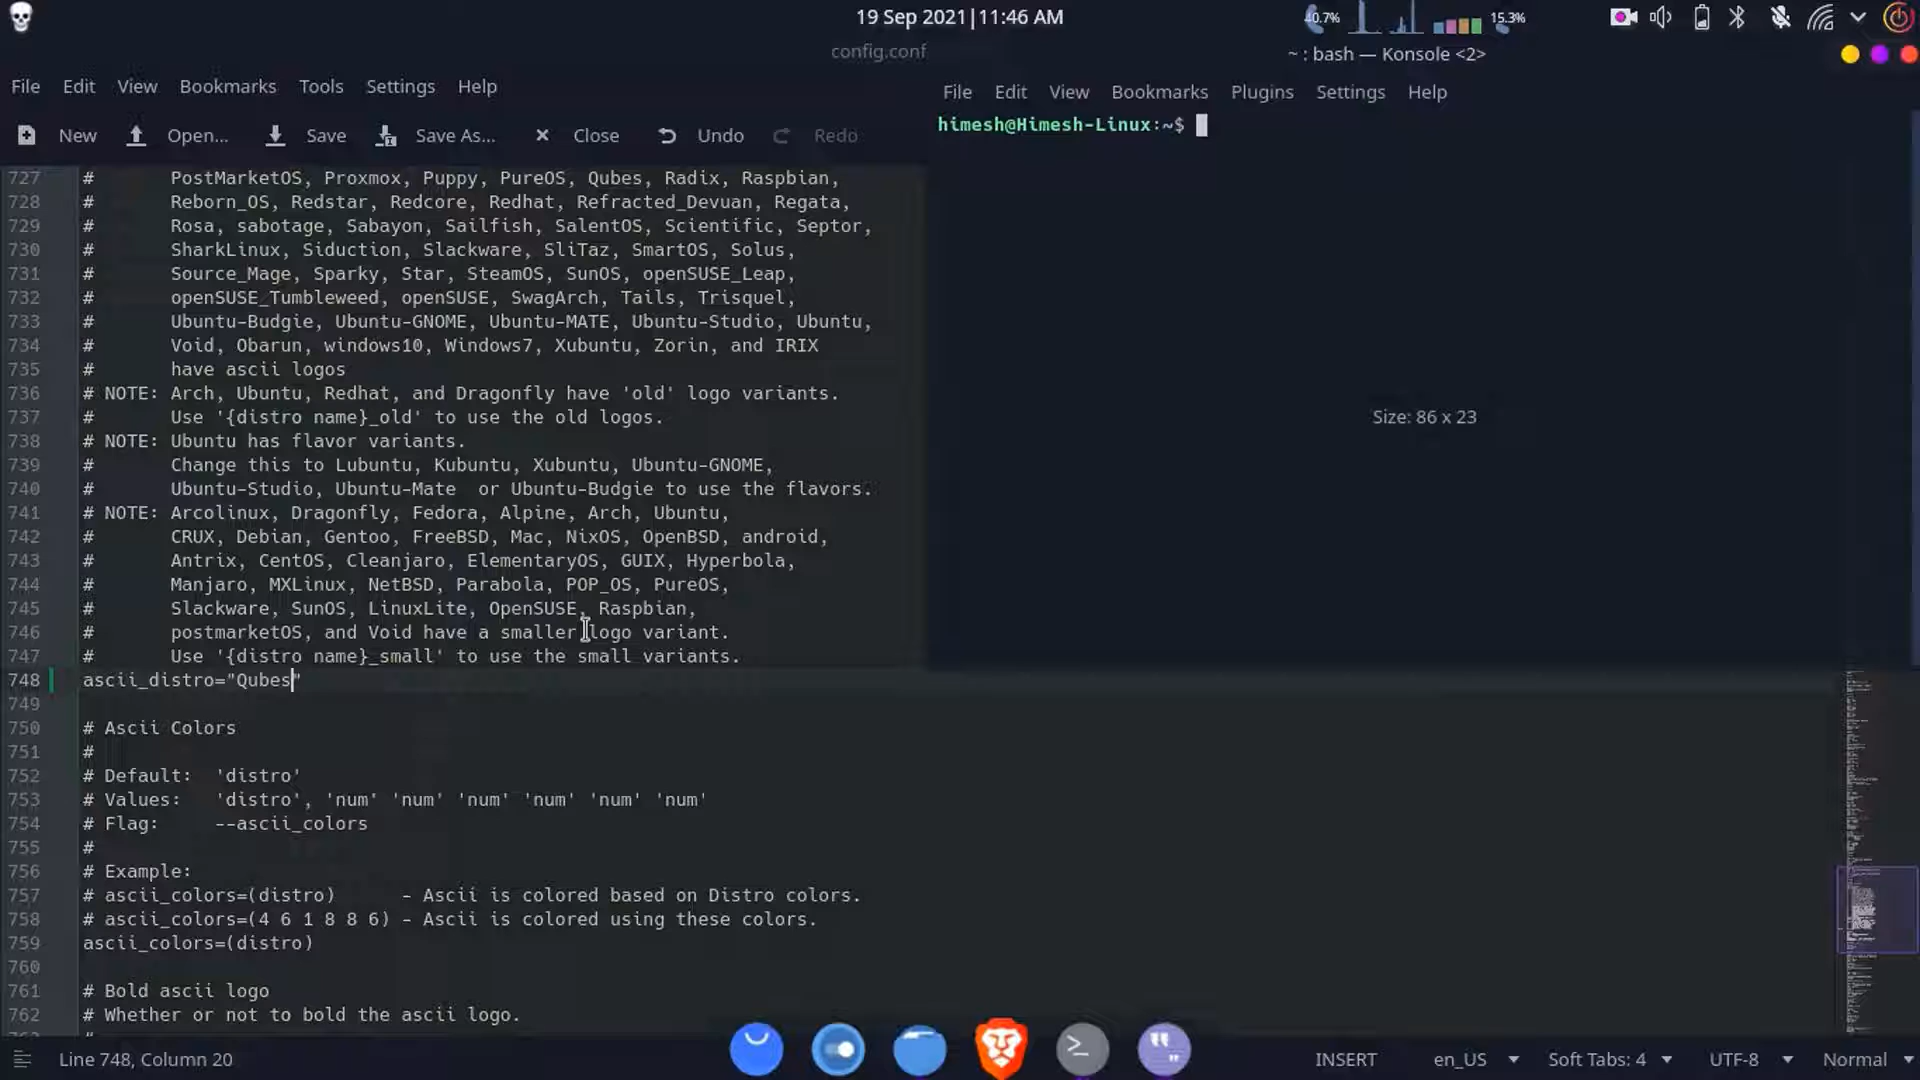 19 Sep 2021|11:46 AM
40.7%
15.3%
config.conf
~ : bash — Konsole <2>
File Edit View Bookmarks Tools Settings Help
File Edit View Bookmarks Plugins Settings Help
New Open... Save Save As... Close Undo Redo
himesh@Himesh-Linux:~$
Size: 86 x 23
727 # PostMarketOS, Proxmox, Puppy, PureOS, Qubes, Radix, Raspbian,
728 # Reborn_OS, Redstar, Redcore, Redhat, Refracted_Devuan, Regata,
729 # Rosa, sabotage, Sabayon, Sailfish, SalentOS, Scientific, Septor,
730 # SharkLinux, Siduction, Slackware, SliTaz, SmartOS, Solus,
731 # Source_Mage, Sparky, Star, SteamOS, SunOS, openSUSE_Leap,
732 # openSUSE_Tumbleweed, openSUSE, SwagArch, Tails, Trisquel,
733 # Ubuntu-Budgie, Ubuntu-GNOME, Ubuntu-MATE, Ubuntu-Studio, Ubuntu,
734 # Void, Obarun, windows10, Windows7, Xubuntu, Zorin, and IRIX
735 # have ascii logos
736 # NOTE: Arch, Ubuntu, Redhat, and Dragonfly have 'old' logo variants.
737 # Use '{distro name}_old' to use the old logos.
738 # NOTE: Ubuntu has flavor variants.
739 # Change this to Lubuntu, Kubuntu, Xubuntu, Ubuntu-GNOME,
740 # Ubuntu-Studio, Ubuntu-Mate  or Ubuntu-Budgie to use the flavors.
741 # NOTE: Arcolinux, Dragonfly, Fedora, Alpine, Arch, Ubuntu,
742 # CRUX, Debian, Gentoo, FreeBSD, Mac, NixOS, OpenBSD, android,
743 # Antrix, CentOS, Cleanjaro, ElementaryOS, GUIX, Hyperbola,
744 # Manjaro, MXLinux, NetBSD, Parabola, POP_OS, PureOS,
745 # Slackware, SunOS, LinuxLite, OpenSUSE, Raspbian,
746 # postmarketOS, and Void have a smaller logo variant.
747 # Use '{distro name}_small' to use the small variants.
748 ascii_distro="Qubes"
749
750 # Ascii Colors
751 #
752 # Default:  'distro'
753 # Values:   'distro', 'num' 'num' 'num' 'num' 'num' 'num'
754 # Flag:     --ascii_colors
755 #
756 # Example:
757 # ascii_colors=(distro)      - Ascii is colored based on Distro colors.
758 # ascii_colors=(4 6 1 8 8 6) - Ascii is colored using these colors.
759 ascii_colors=(distro)
760
761 # Bold ascii logo
762 # Whether or not to bold the ascii logo.
Line 748, Column 20 INSERT en_US Soft Tabs: 4 UTF-8 Normal